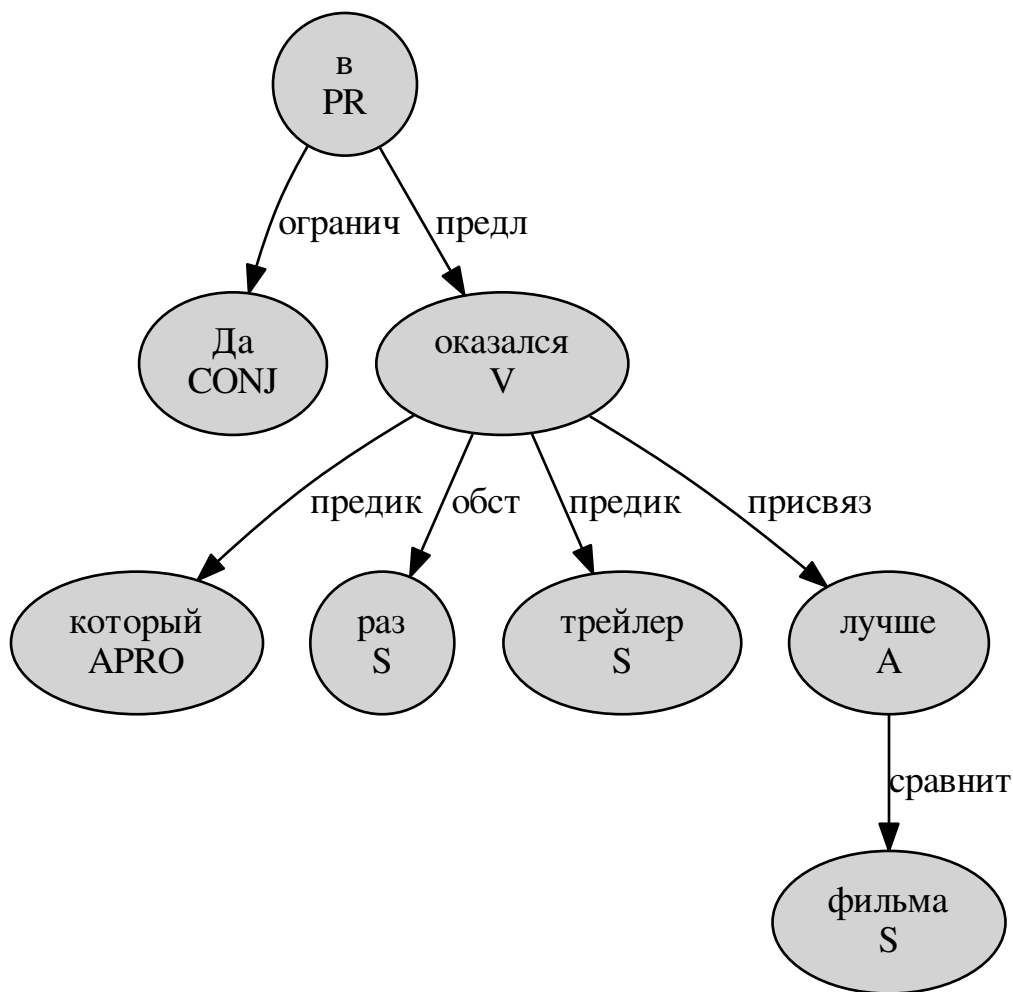 в
PR
огранич
предл
Да
CONJ
оказался
V
предик
обст
предик
присвяз
который
APRO
раз
S
трейлер
S
лучше
A
сравнит
фильма
S